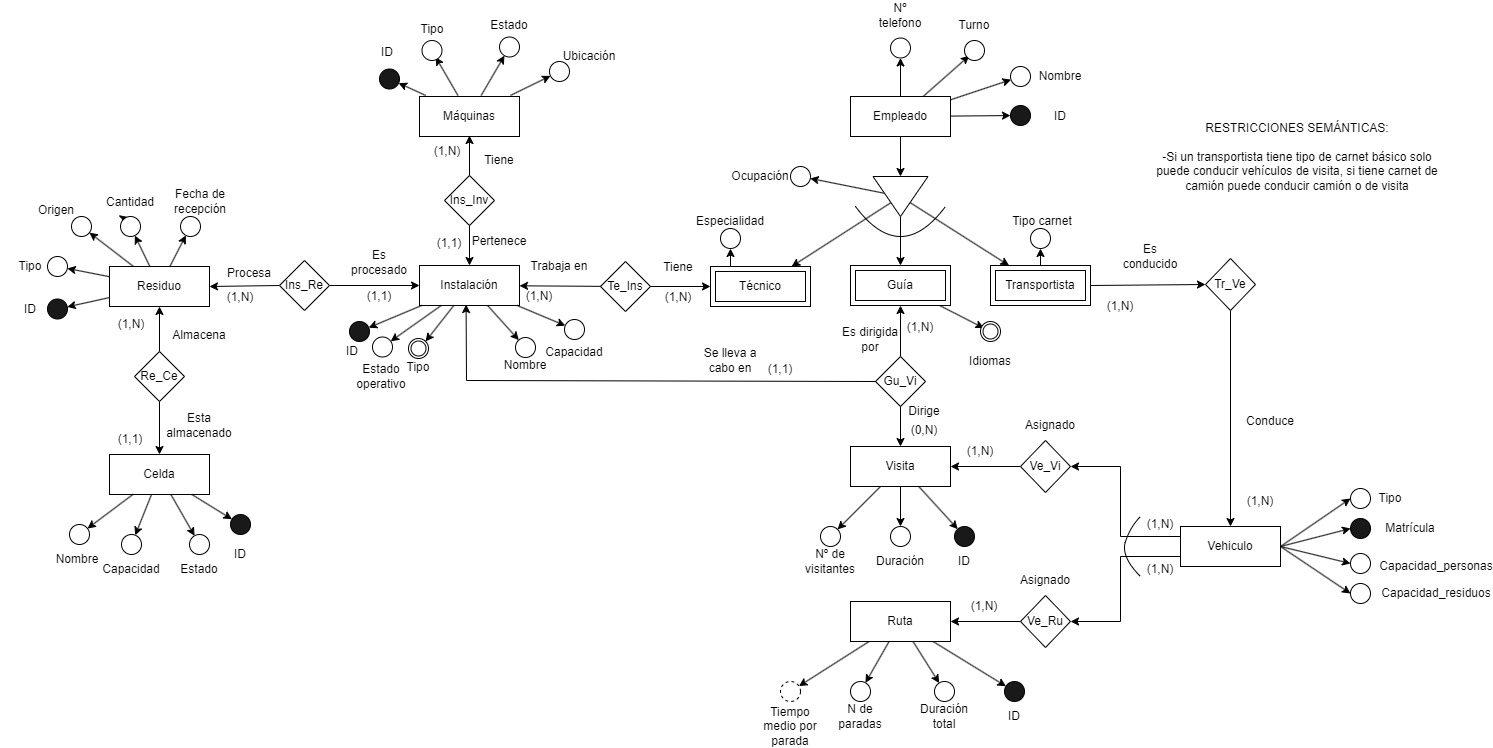 Nº
telefono
Turno
Nombre
ID
Empleado
Ocupación
ID
Tipo
Estado
Ubicación
Máquinas
(1,N)
Tiene
Ins_Inv
(1,1)
Pertenece
RESTRICCIONES SEMÁNTICAS:
-Si un transportista tiene tipo de carnet básico solo
puede conducir vehículos de visita, si tiene carnet de
camión puede conducir camión o de visita
Origen
Cantidad
Fecha de
recepción
Tipo
ID
Residuo
Procesa
(1,N)
Ins_Re
Es
procesado
(1,1)
Instalación
Trabaja en
(1,N)
Te_Ins
Tiene
(1,N)
Especialidad
Técnico
Guía
Tipo carnet
Transportista
Es
conducido
(1,N)
Tr_Ve
ID
Estado
operativo
Tipo
Nombre
Capacidad
Es dirigida
por
(1,N)
Idiomas
(1,N)
Almacena
Re_Ce
Esta
almacenado
(1,1)
Se lleva a
cabo en
(1,1)
Gu_Vi
Dirige
(0,N)
Conduce
Celda
Nombre
Capacidad
Estado
ID
Visita
(1,N)
Asignado
Ve_Vi
(1,N)
(1,N)
(1,N)
Vehiculo
Tipo
Matrícula
Capacidad_personas
Capacidad_residuos
Nº de
visitantes
Duración
ID
Ruta
(1,N)
Asignado
Ve_Ru
Tiempo
medio por
parada
N de
paradas
Duración
total
ID